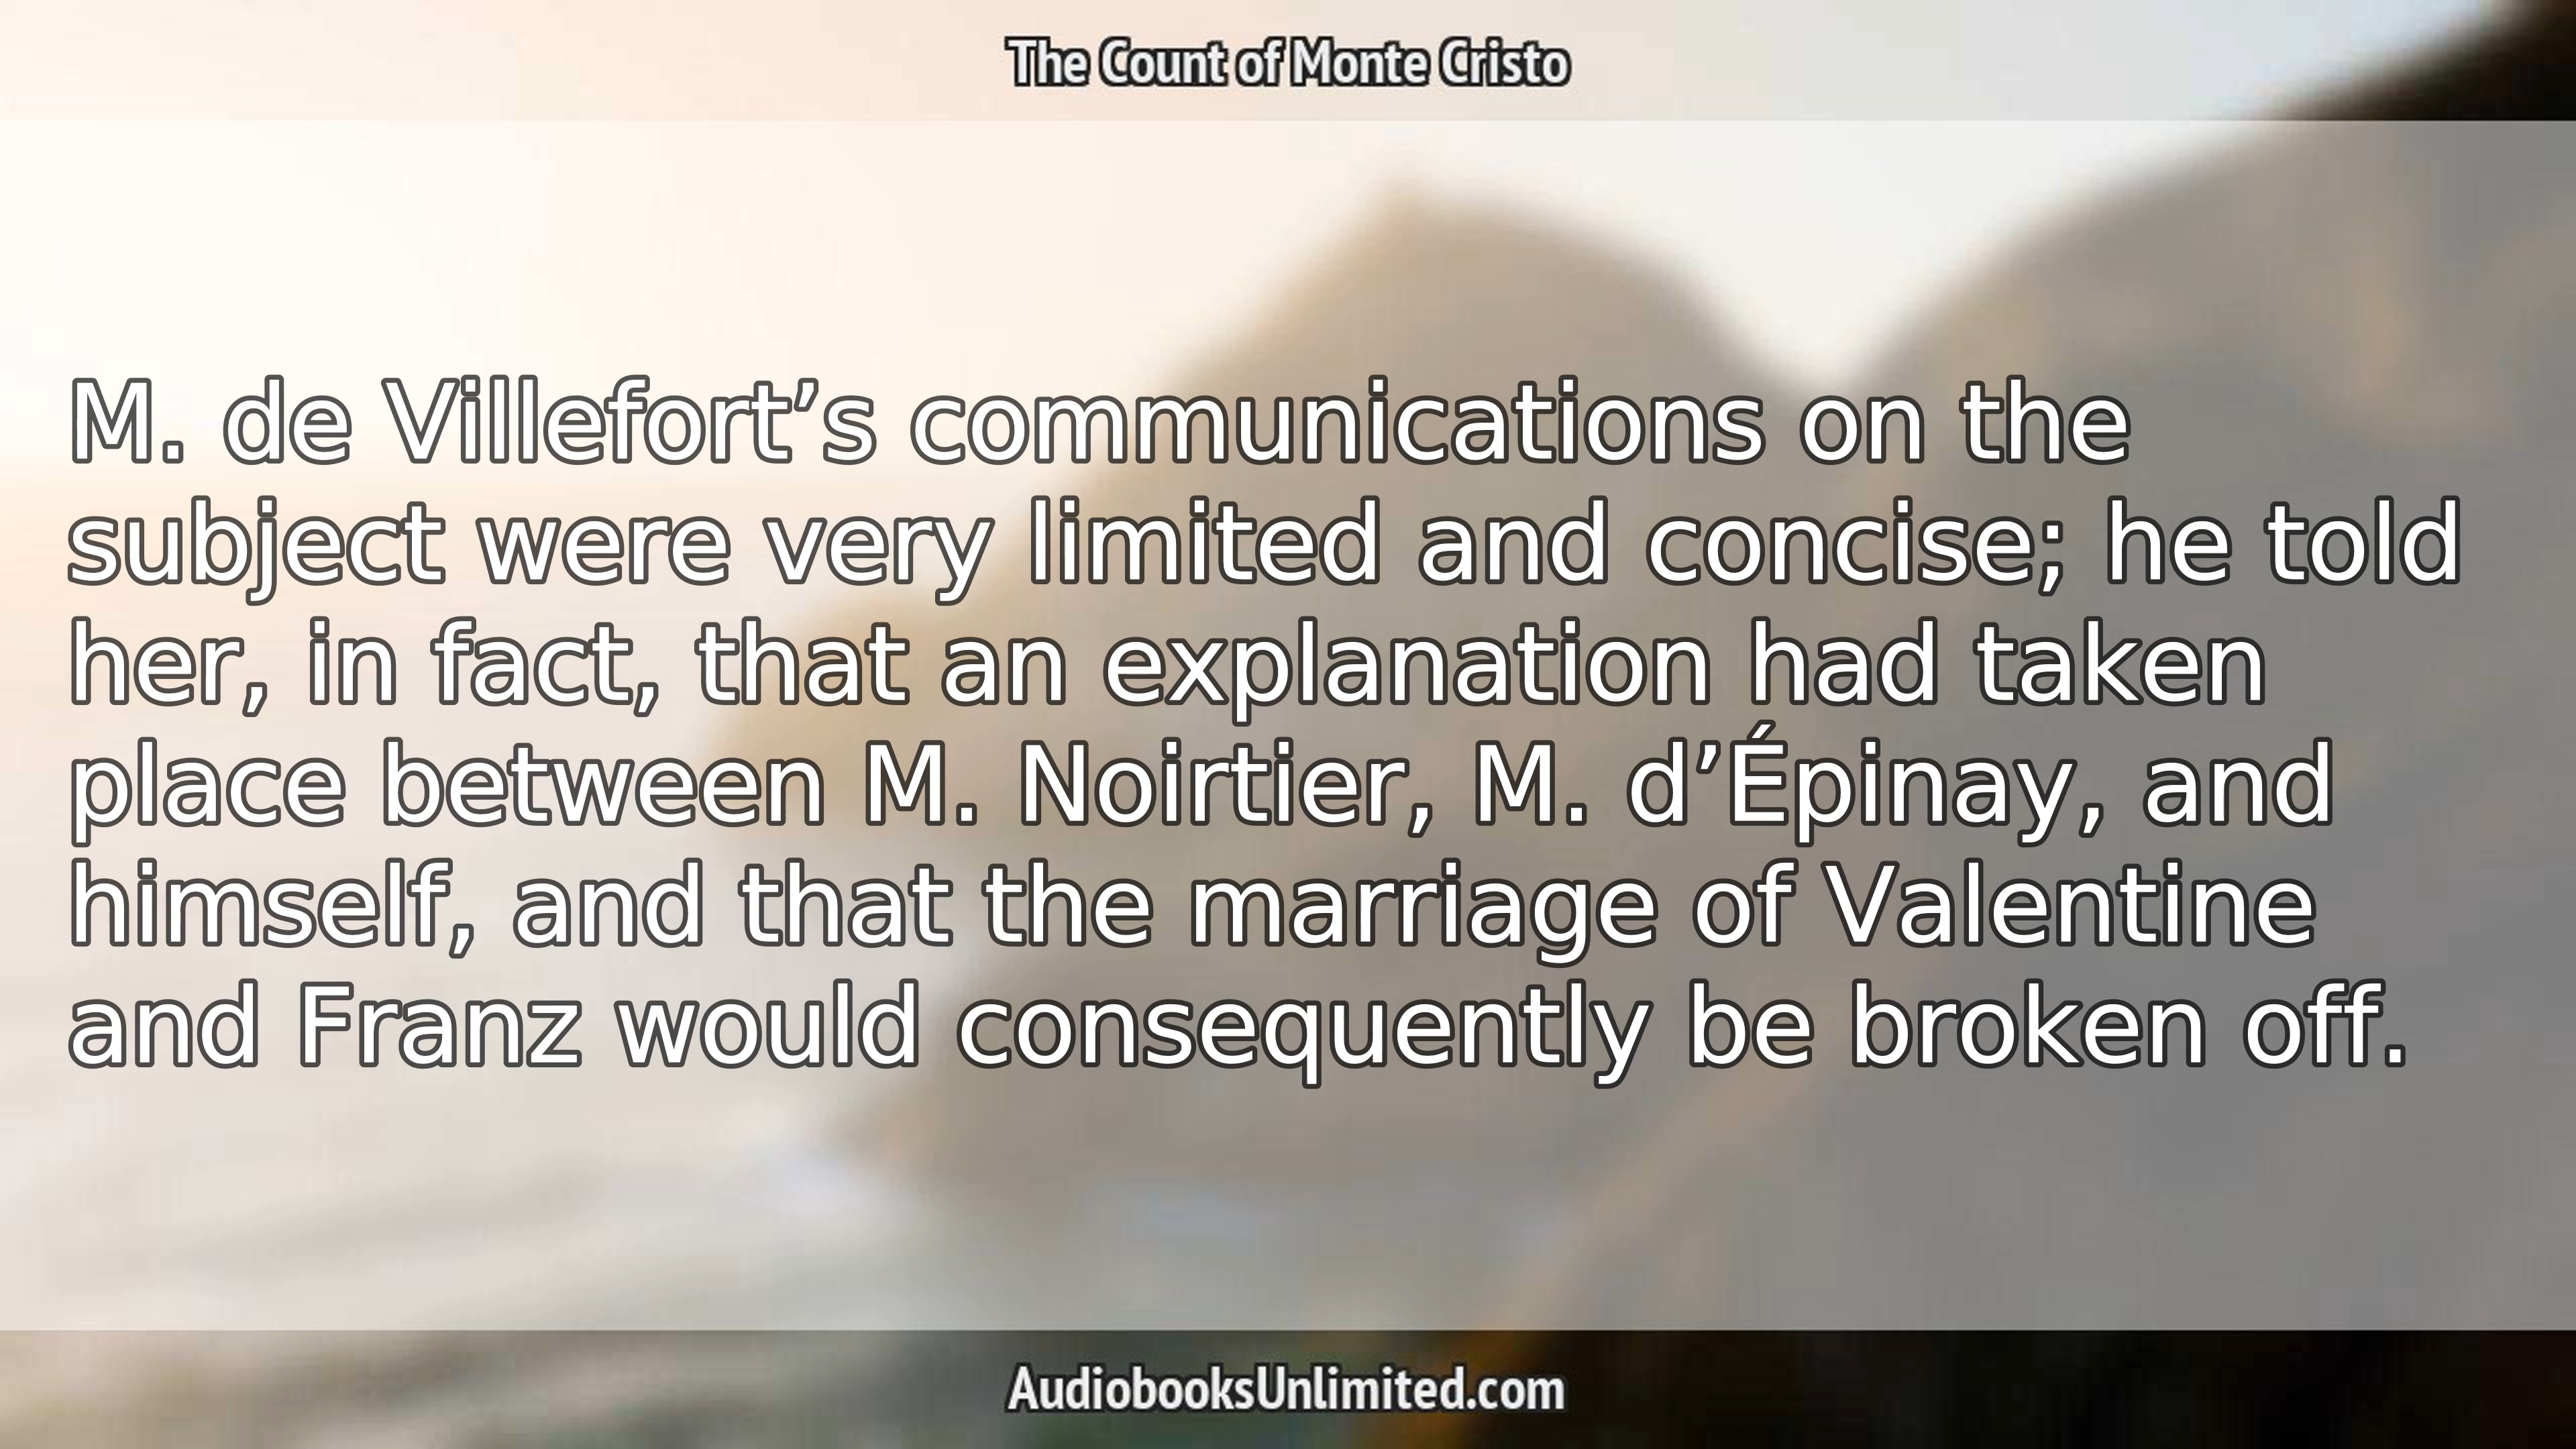 The Count of Monte Cristo
M. de Villefort’s communications on the
subject were very limited and concise; he told
her, in fact, that an explanation had taken
place between M. Noirtier, M. d’Épinay, and
himself, and that the marriage of Valentine
and Franz would consequently be broken off.
AudiobooksUnlimited.com